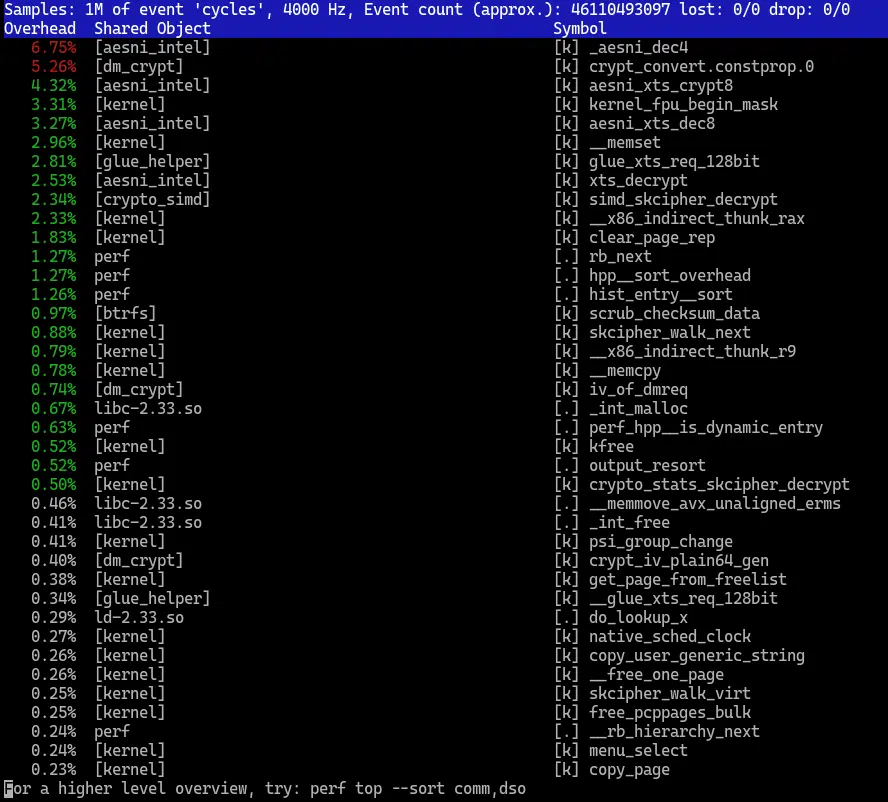 Samples: 1M of event 'cycles', 4000 Hz, Event count (approx.): 46110493097 lost: 0/0 drop: 0/0
Overhead  Shared Object                                      Symbol
   6.75%  [aesni_intel]                                      [k] _aesni_dec4
   5.26%  [dm_crypt]                                         [k] crypt_convert.constprop.0
   4.32%  [aesni_intel]                                      [k] aesni_xts_crypt8
   3.31%  [kernel]                                           [k] kernel_fpu_begin_mask
   3.27%  [aesni_intel]                                      [k] aesni_xts_dec8
   2.96%  [kernel]                                           [k] __memset
   2.81%  [glue_helper]                                      [k] glue_xts_req_128bit
   2.53%  [aesni_intel]                                      [k] xts_decrypt
   2.34%  [crypto_simd]                                      [k] simd_skcipher_decrypt
   2.33%  [kernel]                                           [k] __x86_indirect_thunk_rax
   1.83%  [kernel]                                           [k] clear_page_rep
   1.27%  perf                                               [.] rb_next
   1.27%  perf                                               [.] hpp__sort_overhead
   1.26%  perf                                               [.] hist_entry__sort
   0.97%  [btrfs]                                            [k] scrub_checksum_data
   0.88%  [kernel]                                           [k] skcipher_walk_next
   0.79%  [kernel]                                           [k] __x86_indirect_thunk_r9
   0.78%  [kernel]                                           [k] __memcpy
   0.74%  [dm_crypt]                                         [k] iv_of_dmreq
   0.67%  libc-2.33.so                                       [.] _int_malloc
   0.63%  perf                                               [.] perf_hpp__is_dynamic_entry
   0.52%  [kernel]                                           [k] kfree
   0.52%  perf                                               [.] output_resort
   0.50%  [kernel]                                           [k] crypto_stats_skcipher_decrypt
   0.46%  libc-2.33.so                                       [.] __memmove_avx_unaligned_erms
   0.41%  libc-2.33.so                                       [.] _int_free
   0.41%  [kernel]                                           [k] psi_group_change
   0.40%  [dm_crypt]                                         [k] crypt_iv_plain64_gen
   0.38%  [kernel]                                           [k] get_page_from_freelist
   0.34%  [glue_helper]                                      [k] __glue_xts_req_128bit
   0.29%  ld-2.33.so                                         [.] do_lookup_x
   0.27%  [kernel]                                           [k] native_sched_clock
   0.26%  [kernel]                                           [k] copy_user_generic_string
   0.26%  [kernel]                                           [k] __free_one_page
   0.25%  [kernel]                                           [k] skcipher_walk_virt
   0.25%  [kernel]                                           [k] free_pcppages_bulk
   0.24%  perf                                               [.] __rb_hierarchy_next
   0.24%  [kernel]                                           [k] menu_select
   0.23%  [kernel]                                           [k] copy_page
For a higher level overview, try: perf top --sort comm,dso